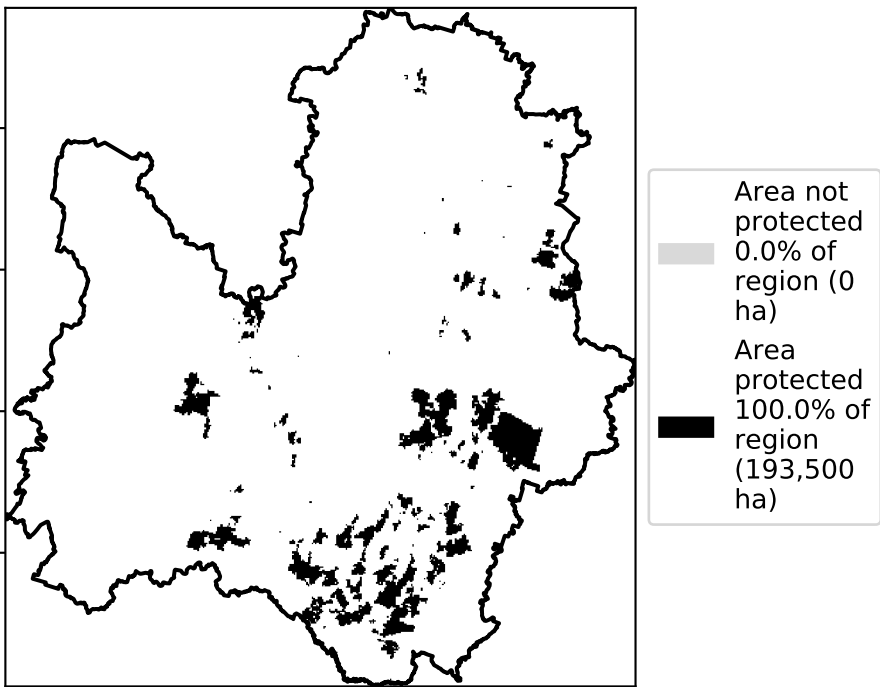 Area not
protected
0.0% of
region (0
ha)
Area
protected
100.0% of
region
(193,500
ha)